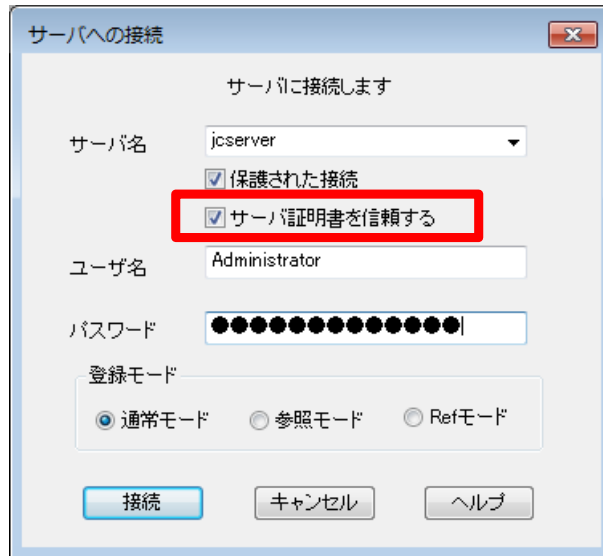 サーバへの接続
サーバに接続します
サーバ名
jcserver
保護された接続
サーバ証明書を信頼する
ユーザ名
Administrator
パスワード
●●●●●●●●●●●●●
登録モード
通常モード 参照モード Refモード
接続 キャンセル ヘルプ